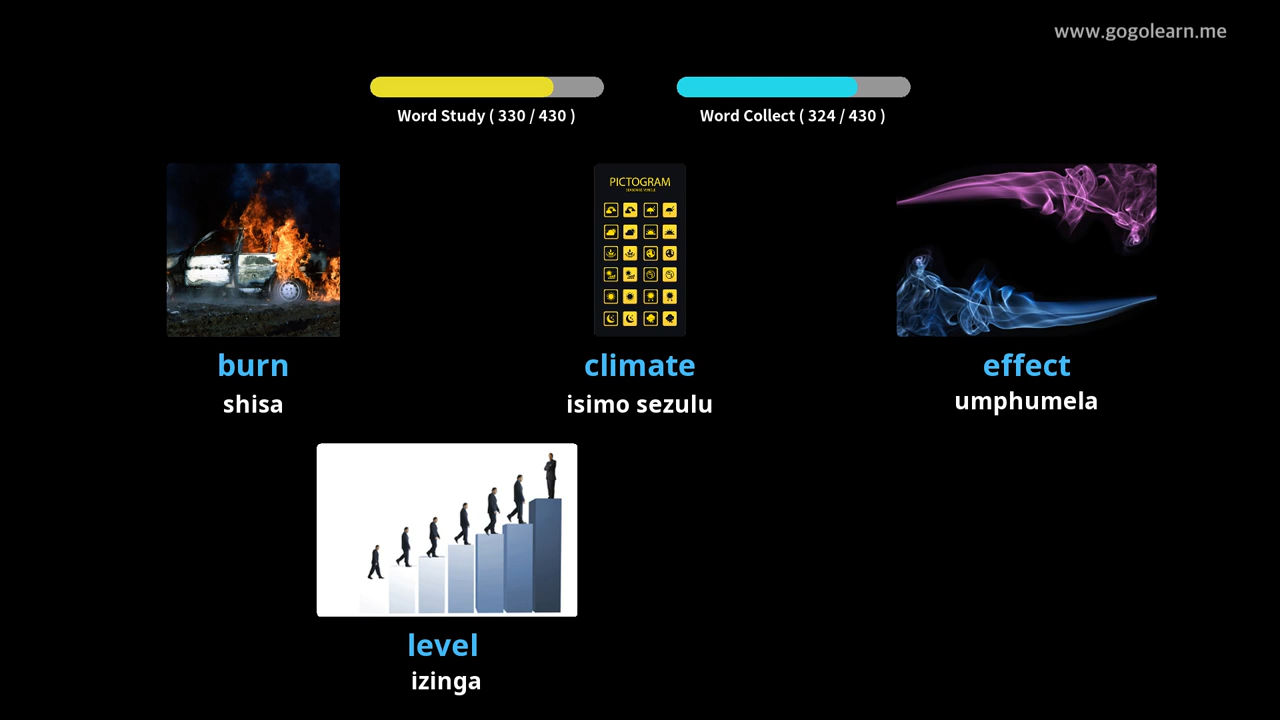 www.gogolearn.me
Word Study ( 330 / 430 )
Word Collect ( 324 / 430 )
PICTOGRAM
burn
climate
effect
shisa
isimo sezulu
umphumela
level
izinga